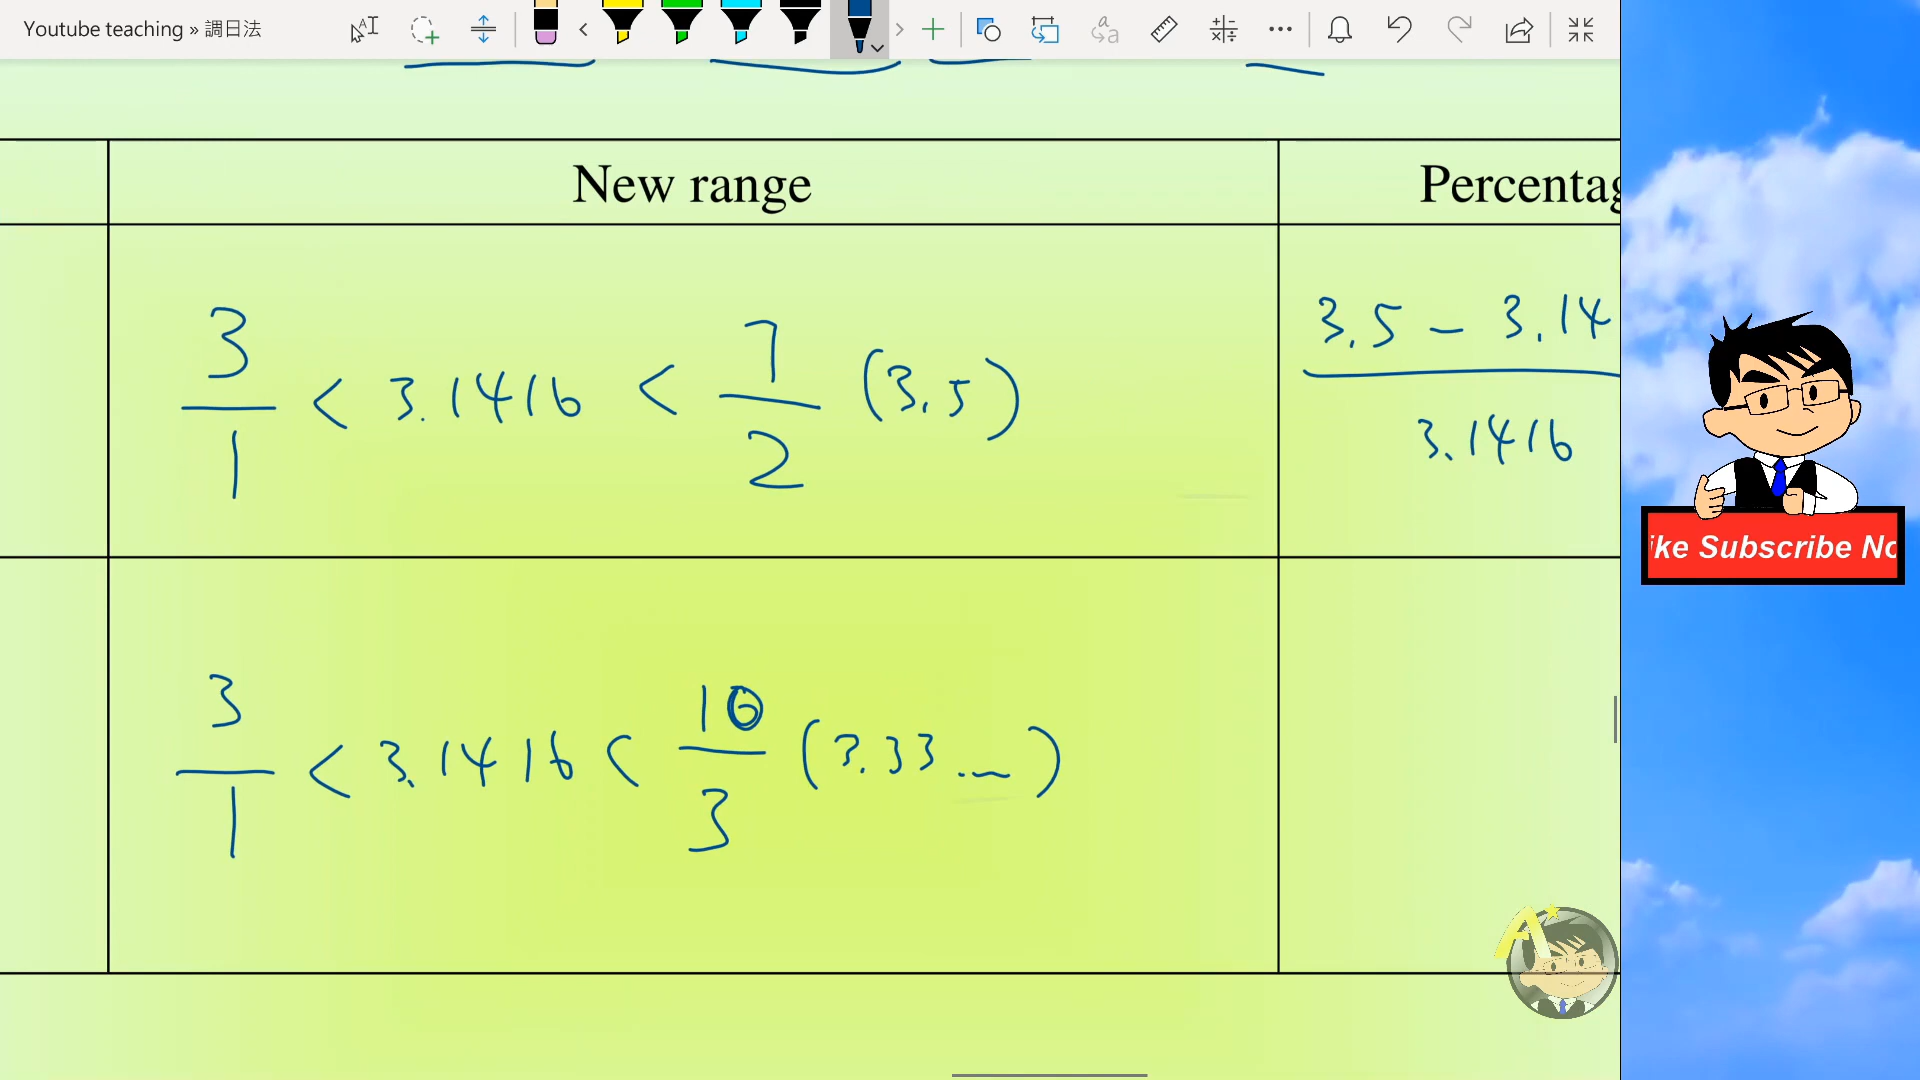 Youtube teaching » 調日法
New range
Percentag
3/1 < 3.1416 < 7/2 (3.5)
3.5 - 3.14
3.1416
3/1 < 3.1416 < 10/3 (3.33...)
ike Subscribe No
A*